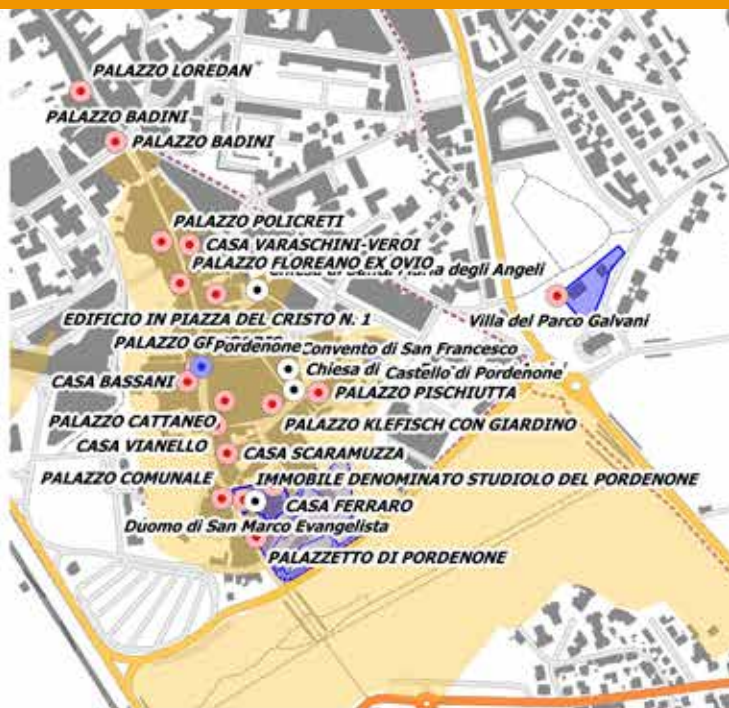 PALAZZO LOREDAN
PALAZZO BADINI
PALAZZO BADINI
PALAZZO POLICRETI
CASA VARASCHINI-VEROI
PALAZZO FLOREANO EX OVIO
degli Angeli
Villa del Parco Galvani
EDIFICIO IN PIAZZA DEL CRISTO N. 1
PALAZZO
Pordenone
Convento di San Francesco
Chiesa di
Castello di Pordenone
CASA BASSANI
PALAZZO PISCHIUTTA
PALAZZO CATTANEO
PALAZZO KLEFISCH CON GIARDINO
CASA VIANELLO
CASA SCARAMUZZA
PALAZZO COMUNALE
IMMOBILE DENOMINATO STUDIOLO DEL PORDENONE
CASA FERRARO
Duomo di San Marco Evangelista
PALAZZETTO DI PORDENONE